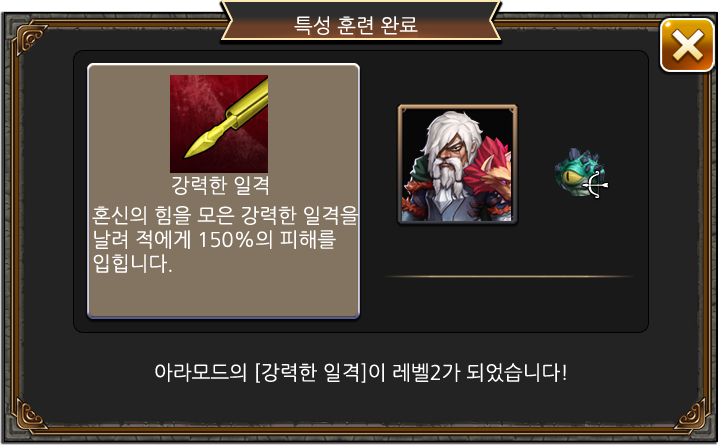 특성 훈련 완료
강력한 일격
혼신의 힘을 모은 강력한 일격을
날려 적에게 150%의 피해를
입힙니다.
아라모드의 [강력한 일격]이 레벨2가 되었습니다!